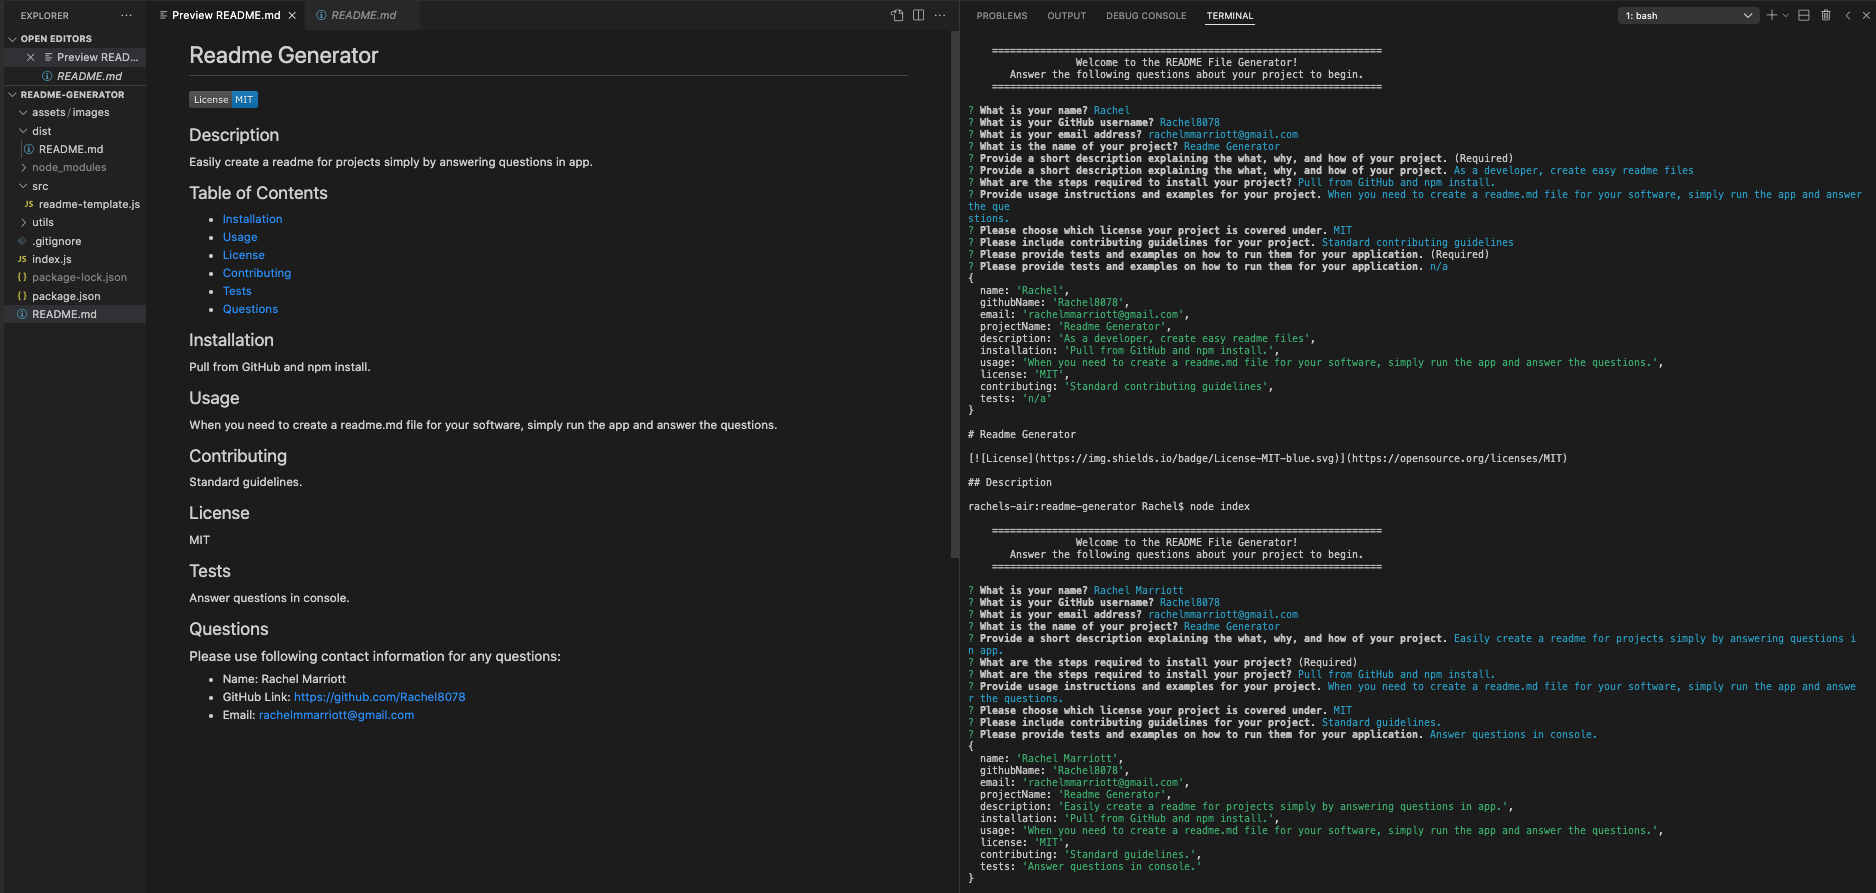 EXPLORER ···
OPEN EDITORS
Preview READ...
README.md
README-GENERATOR
assets / images
dist
README.md
node_modules
src
JS readme-template.js
utils
.gitignore
JS index.js
{} package-lock.json
{} package.json
README.md
Preview README.md
README.md
Readme Generator
License MIT
Description
Easily create a readme for projects simply by answering questions in app.
Table of Contents
• Installation
• Usage
• License
• Contributing
• Tests
• Questions
Installation
Pull from GitHub and npm install.
Usage
When you need to create a readme.md file for your software, simply run the app and answer the questions.
Contributing
Standard guidelines.
License
MIT
Tests
Answer questions in console.
Questions
Please use following contact information for any questions:
• Name: Rachel Marriott
• GitHub Link: https://github.com/Rachel8078
• Email: rachelmmarriott@gmail.com
PROBLEMS OUTPUT DEBUG CONSOLE TERMINAL 1: bash
=================================================================
Welcome to the README File Generator!
Answer the following questions about your project to begin.
=================================================================
? What is your name? Rachel
? What is your GitHub username? Rachel8078
? What is your email address? rachelmmarriott@gmail.com
? What is the name of your project? Readme Generator
? Provide a short description explaining the what, why, and how of your project. (Required)
? Provide a short description explaining the what, why, and how of your project. As a developer, create easy readme files
? What are the steps required to install your project? Pull from GitHub and npm install.
? Provide usage instructions and examples for your project. When you need to create a readme.md file for your software, simply run the app and answer
the que
stions.
? Please choose which license your project is covered under. MIT
? Please include contributing guidelines for your project. Standard contributing guidelines
? Please provide tests and examples on how to run them for your application. (Required)
? Please provide tests and examples on how to run them for your application. n/a
{
name: 'Rachel',
githubName: 'Rachel8078',
email: 'rachelmmarriott@gmail.com',
projectName: 'Readme Generator',
description: 'As a developer, create easy readme files',
installation: 'Pull from GitHub and npm install.',
usage: 'When you need to create a readme.md file for your software, simply run the app and answer the questions.',
license: 'MIT',
contributing: 'Standard contributing guidelines',
tests: 'n/a'
}
# Readme Generator
[![License](https://img.shields.io/badge/License-MIT-blue.svg)](https://opensource.org/licenses/MIT)
## Description
rachels-air:readme-generator Rachel$ node index
=================================================================
Welcome to the README File Generator!
Answer the following questions about your project to begin.
=================================================================
? What is your name? Rachel Marriott
? What is your GitHub username? Rachel8078
? What is your email address? rachelmmarriott@gmail.com
? What is the name of your project? Readme Generator
? Provide a short description explaining the what, why, and how of your project. Easily create a readme for projects simply by answering questions i
n app.
? What are the steps required to install your project? (Required)
? What are the steps required to install your project? Pull from GitHub and npm install.
? Provide usage instructions and examples for your project. When you need to create a readme.md file for your software, simply run the app and answe
r the questions.
? Please choose which license your project is covered under. MIT
? Please include contributing guidelines for your project. Standard guidelines.
? Please provide tests and examples on how to run them for your application. Answer questions in console.
{
name: 'Rachel Marriott',
githubName: 'Rachel8078',
email: 'rachelmmarriott@gmail.com',
projectName: 'Readme Generator',
description: 'Easily create a readme for projects simply by answering questions in app.',
installation: 'Pull from GitHub and npm install.',
usage: 'When you need to create a readme.md file for your software, simply run the app and answer the questions.',
license: 'MIT',
contributing: 'Standard guidelines.',
tests: 'Answer questions in console.'
}